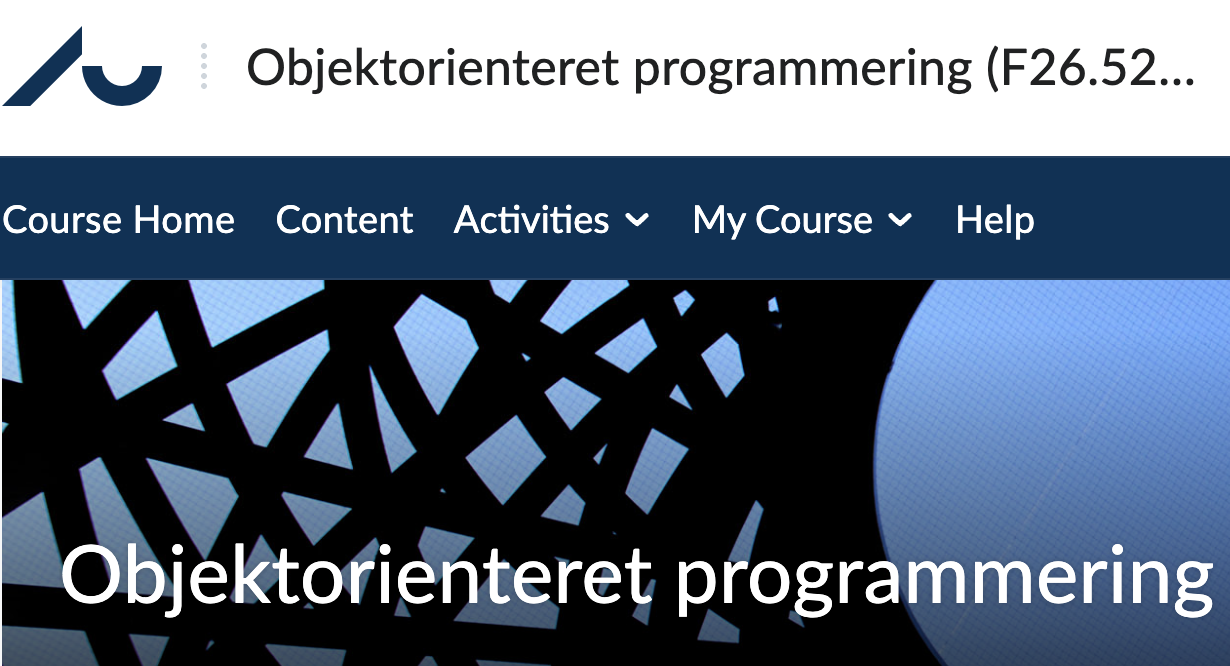 Objektorienteret programmering (F26.52...
Course Home Content Activities My Course Help
Objektorienteret programmering